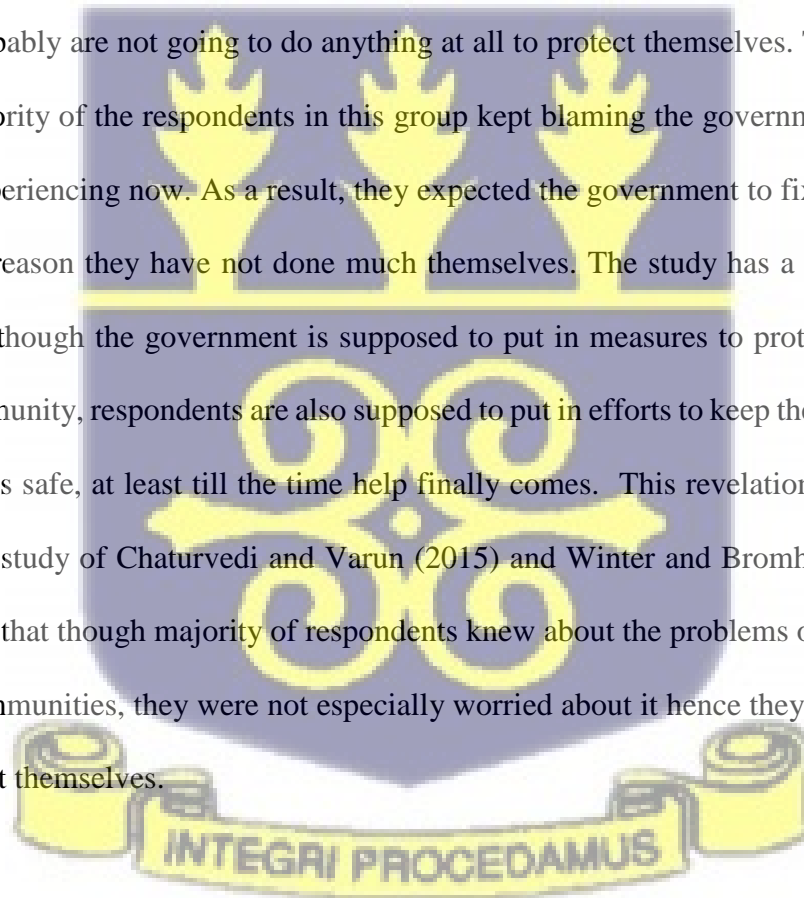 bably are not going to do anything at all to protect themselves. T
ority of the respondents in this group kept blaming the governm
periencing now. As a result, they expected the government to fix
reason they have not done much themselves. The study has a
though the government is supposed to put in measures to prot
munity, respondents are also supposed to put in efforts to keep the
s safe, at least till the time help finally comes. This revelation
study of Chaturvedi and Varun (2015) and Winter and Bromh
that though majority of respondents knew about the problems o
mmunities, they were not especially worried about it hence they
t themselves.
INTEGRI PROCEDAMUS